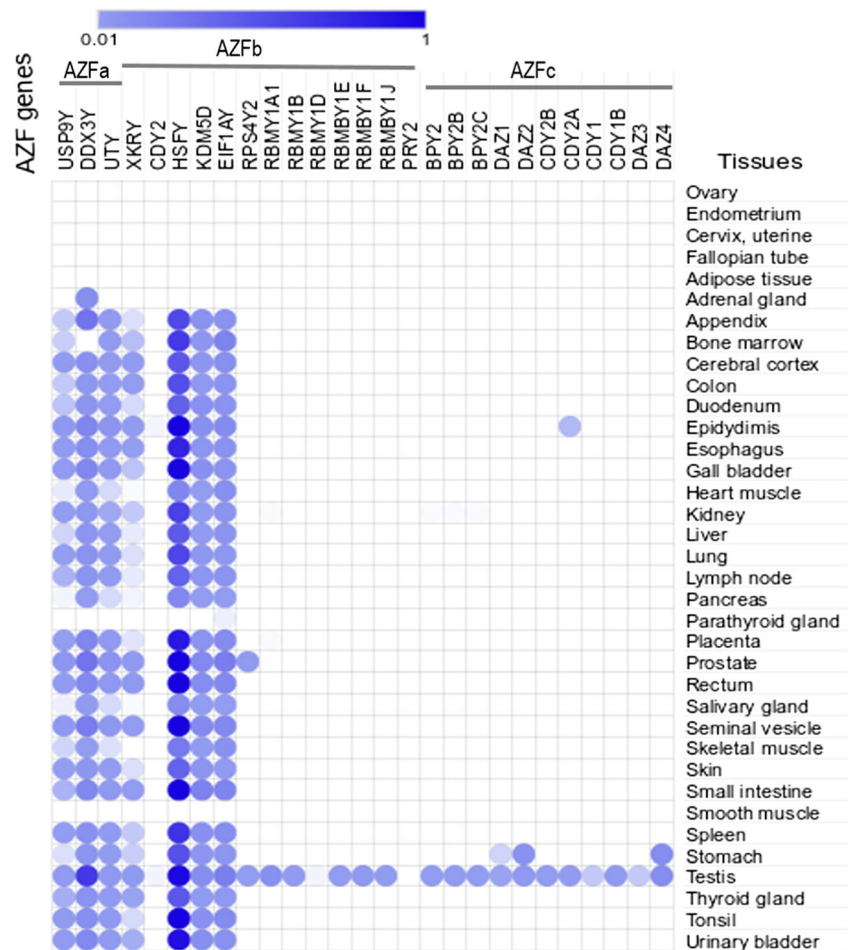 0.01 1
AZFb
AZFa AZFc
AZF genes
USP9Y
DDX3Y
UTY
XKRY
CDY2
HSFY
KDM5D
EIF1AY
RPS4Y2
RBMY1A1
RBMY1B
RBMY1D
RBMBY1E
RBMBY1F
RBMBY1J
PRY2
BPY2
BPY2B
BPY2C
DAZ1
DAZ2
CDY2B
CDY2A
CDY1
CDY1B
DAZ3
DAZ4
Tissues
Ovary
Endometrium
Cervix, uterine
Fallopian tube
Adipose tissue
Adrenal gland
Appendix
Bone marrow
Cerebral cortex
Colon
Duodenum
Epidydimis
Esophagus
Gall bladder
Heart muscle
Kidney
Liver
Lung
Lymph node
Pancreas
Parathyroid gland
Placenta
Prostate
Rectum
Salivary gland
Seminal vesicle
Skeletal muscle
Skin
Small intestine
Smooth muscle
Spleen
Stomach
Testis
Thyroid gland
Tonsil
Urinary bladder